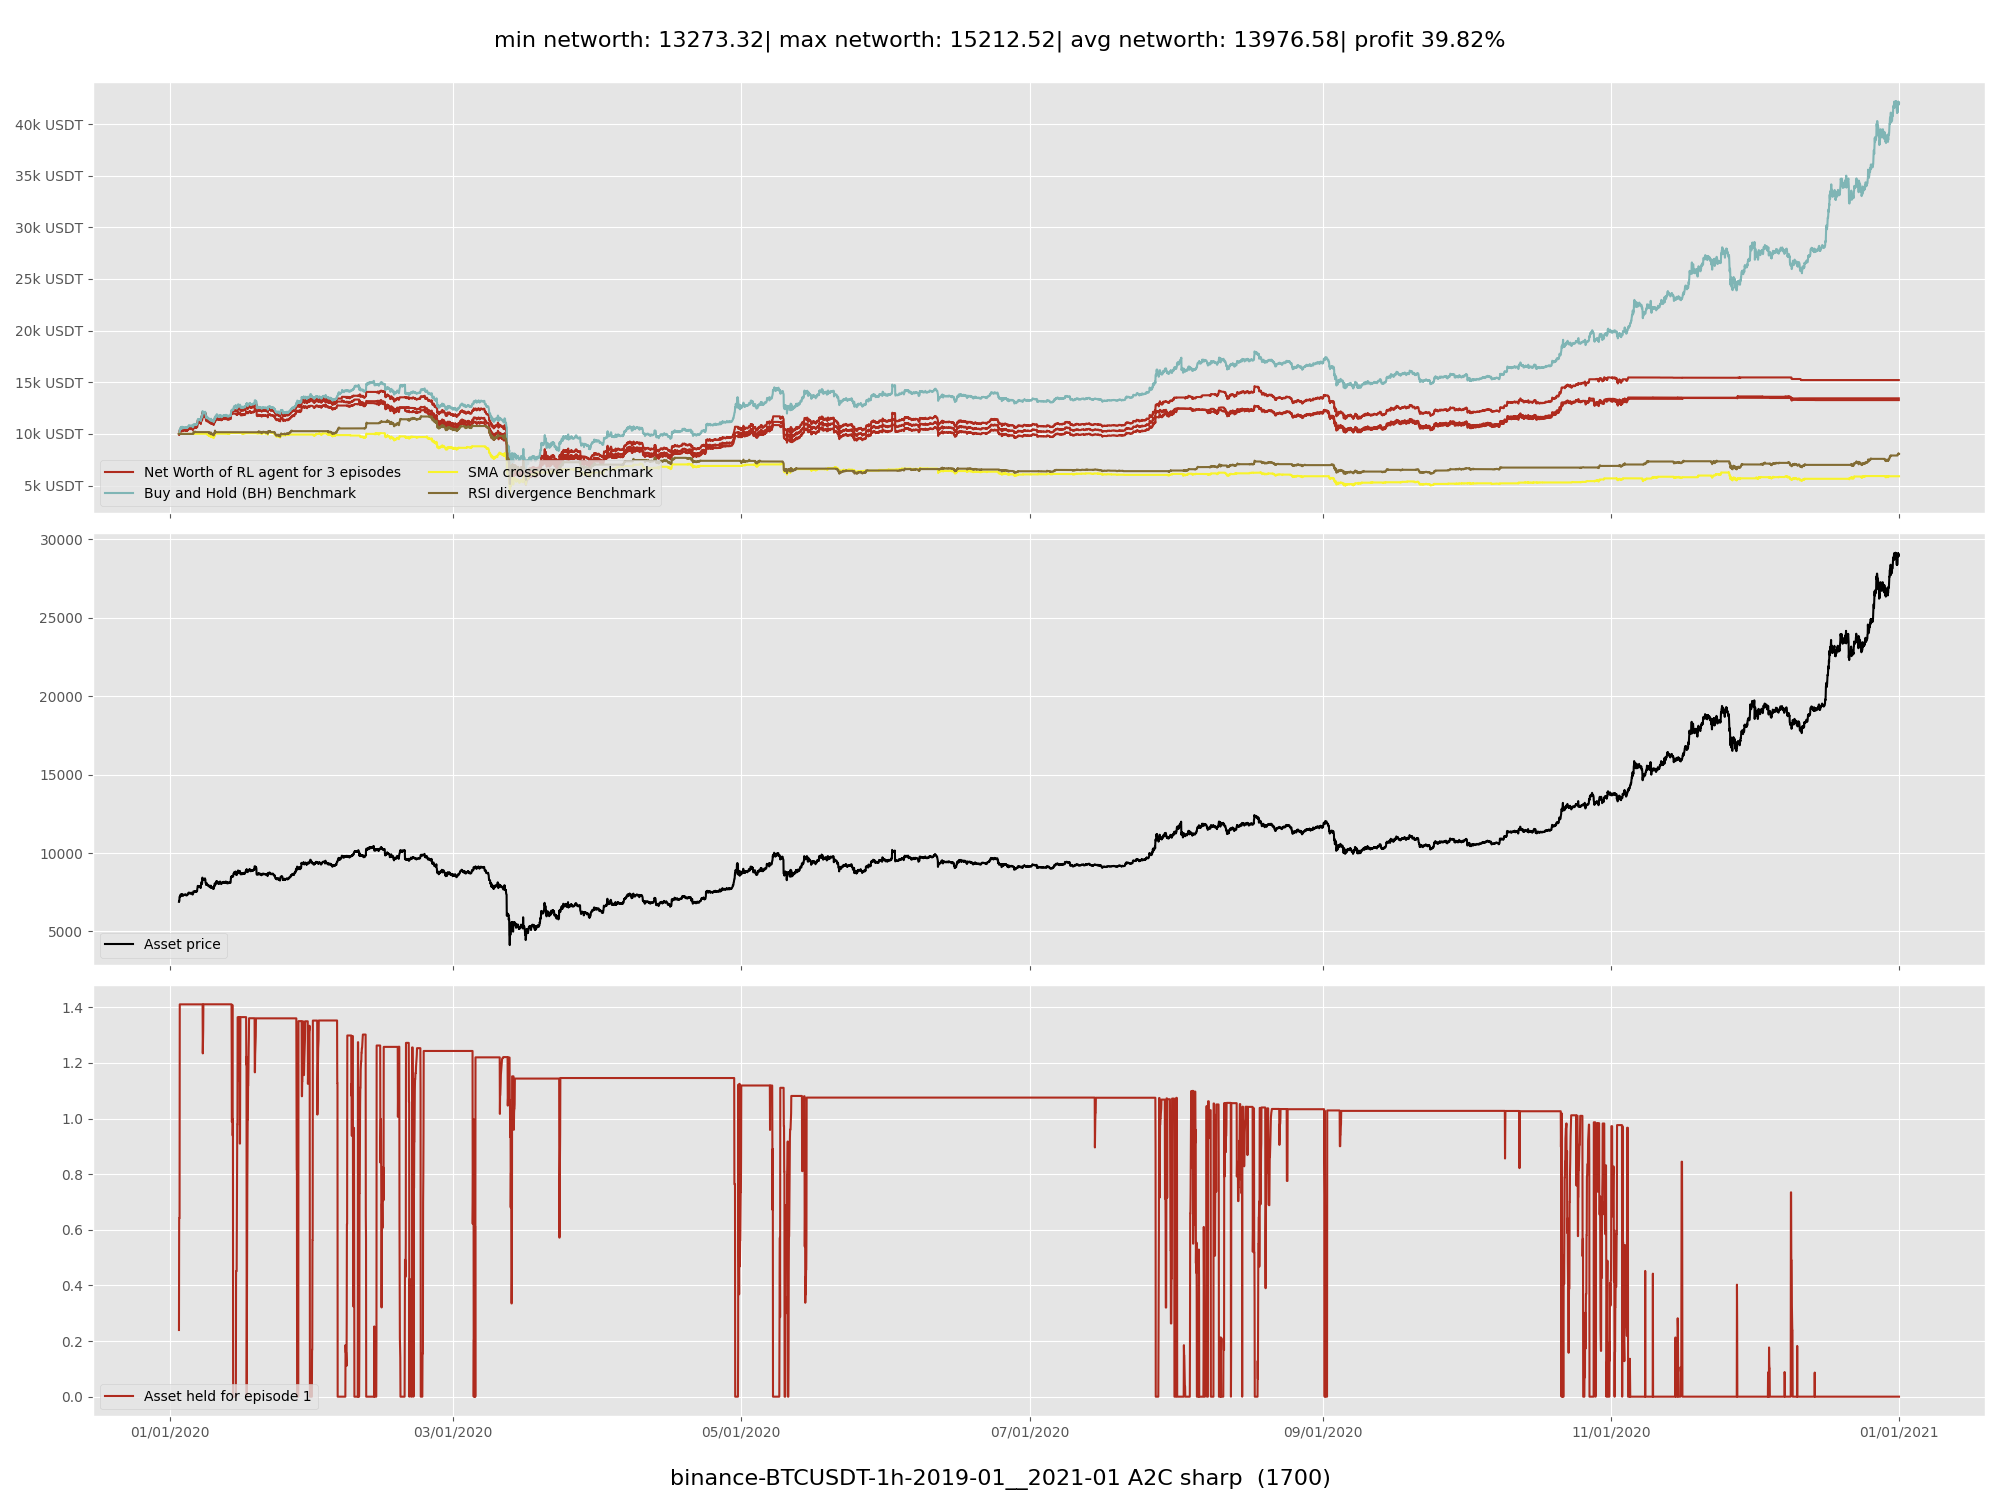 min networth: 13273.32| max networth: 15212.52| avg networth: 13976.58| profit 39.82%
40k USDT
35k USDT
30k USDT
25k USDT
20k USDT
15k USDT
10k USDT
5k USDT
Net Worth of RL agent for 3 episodes
Buy and Hold (BH) Benchmark
SMA crossover Benchmark
RSI divergence Benchmark
30000
25000
20000
15000
10000
5000
Asset price
1.4
1.2
1.0
0.8
0.6
0.4
0.2
0.0
Asset held for episode 1
01/01/2020 03/01/2020 05/01/2020 07/01/2020 09/01/2020 11/01/2020 01/01/2021
binance-BTCUSDT-1h-2019-01__2021-01 A2C sharp (1700)